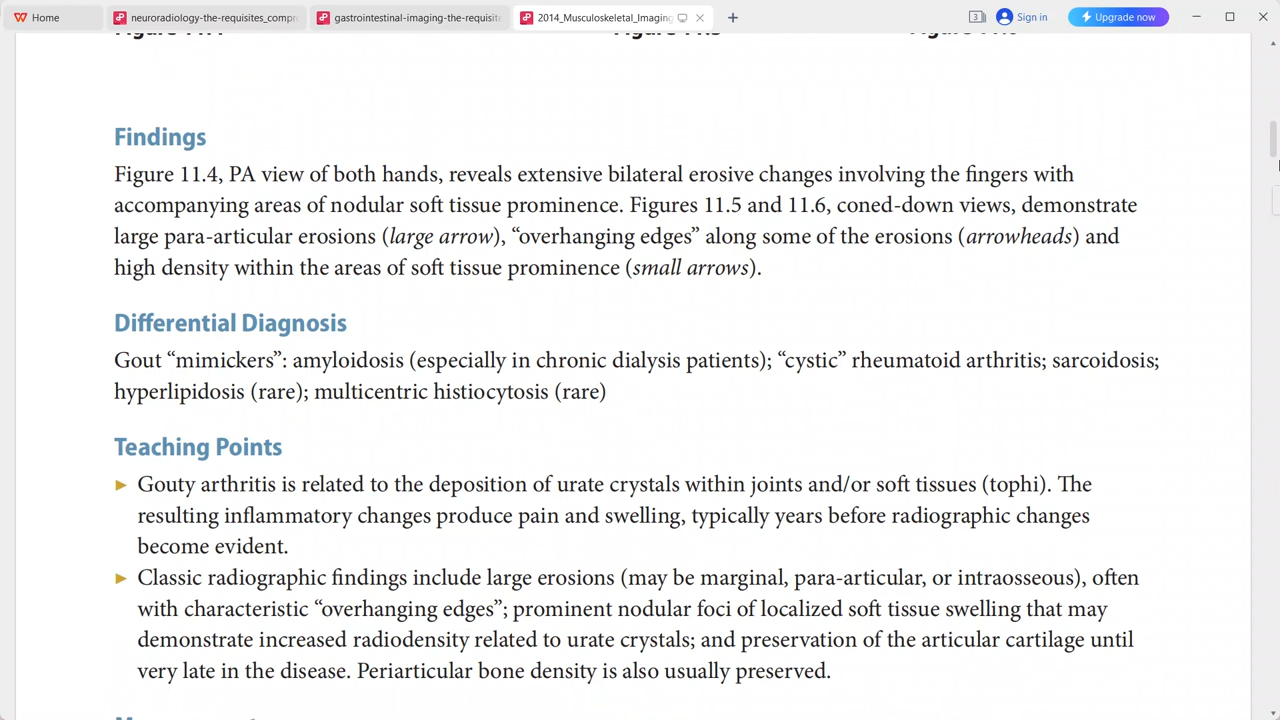 Home
neuroradiology-the-requisites_compr
gastrointestinal-imaging-the-requisite
2014_Musculoskeletal_Imaging
3
Sign in
Upgrade now
Findings
Figure 11.4, PA view of both hands, reveals extensive bilateral erosive changes involving the fingers with
accompanying areas of nodular soft tissue prominence. Figures 11.5 and 11.6, coned-down views, demonstrate
large para-articular erosions (large arrow), “overhanging edges” along some of the erosions (arrowheads) and
high density within the areas of soft tissue prominence (small arrows).
Differential Diagnosis
Gout “mimickers”: amyloidosis (especially in chronic dialysis patients); “cystic” rheumatoid arthritis; sarcoidosis;
hyperlipidosis (rare); multicentric histiocytosis (rare)
Teaching Points
► Gouty arthritis is related to the deposition of urate crystals within joints and/or soft tissues (tophi). The
resulting inflammatory changes produce pain and swelling, typically years before radiographic changes
become evident.
► Classic radiographic findings include large erosions (may be marginal, para-articular, or intraosseous), often
with characteristic “overhanging edges”; prominent nodular foci of localized soft tissue swelling that may
demonstrate increased radiodensity related to urate crystals; and preservation of the articular cartilage until
very late in the disease. Periarticular bone density is also usually preserved.